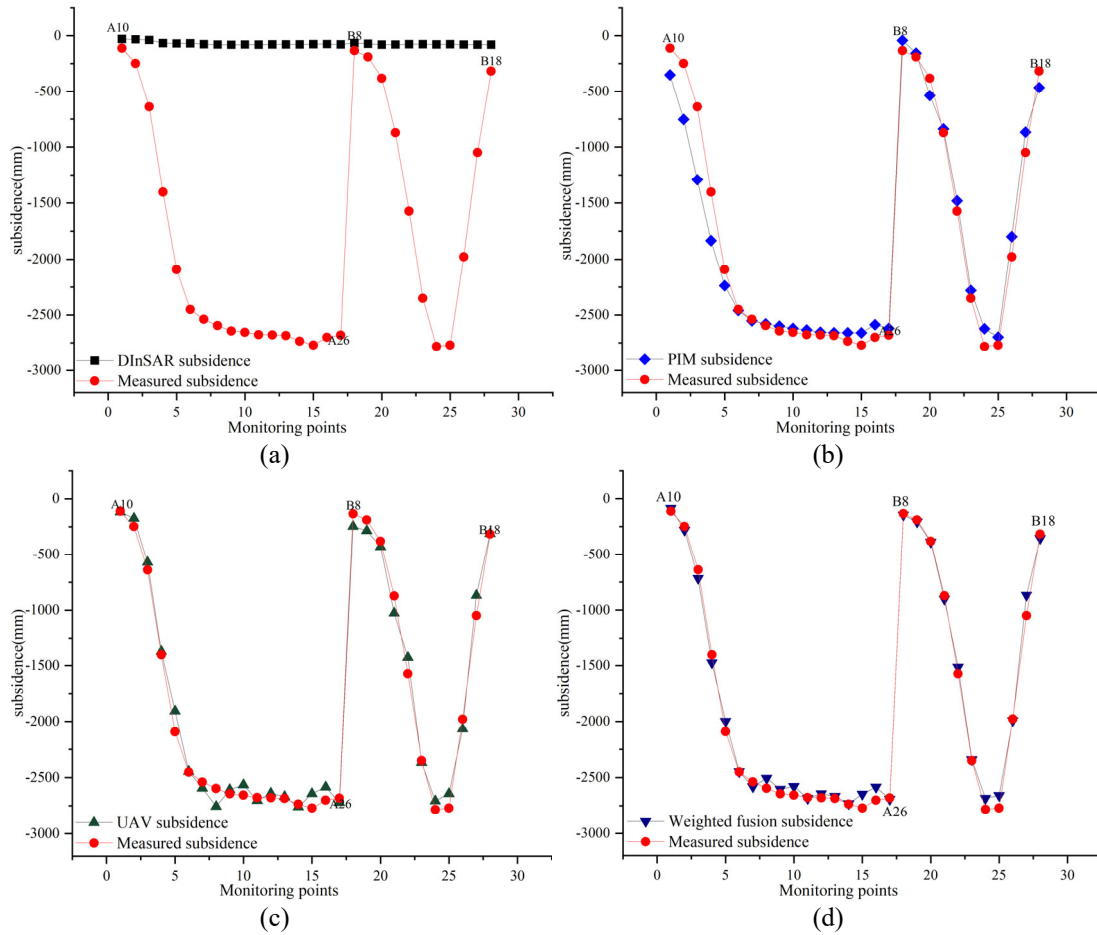 A10
B8
B18
A26
0
-500
-1000
-1500
-2000
-2500
-3000
subsidence(mm)
DInSAR subsidence
Measured subsidence
0 5 10 15 20 25 30
Monitoring points
(a)
A10
B8
B18
A26
0
-500
-1000
-1500
-2000
-2500
-3000
subsidence(mm)
PIM subsidence
Measured subsidence
0 5 10 15 20 25 30
Monitoring points
(b)
A10
B8
B18
A26
0
-500
-1000
-1500
-2000
-2500
-3000
subsidence(mm)
UAV subsidence
Measured subsidence
0 5 10 15 20 25 30
Monitoring points
(c)
A10
B8
B18
A26
0
-500
-1000
-1500
-2000
-2500
-3000
subsidence(mm)
Weighted fusion subsidence
Measured subsidence
0 5 10 15 20 25 30
Monitoring points
(d)